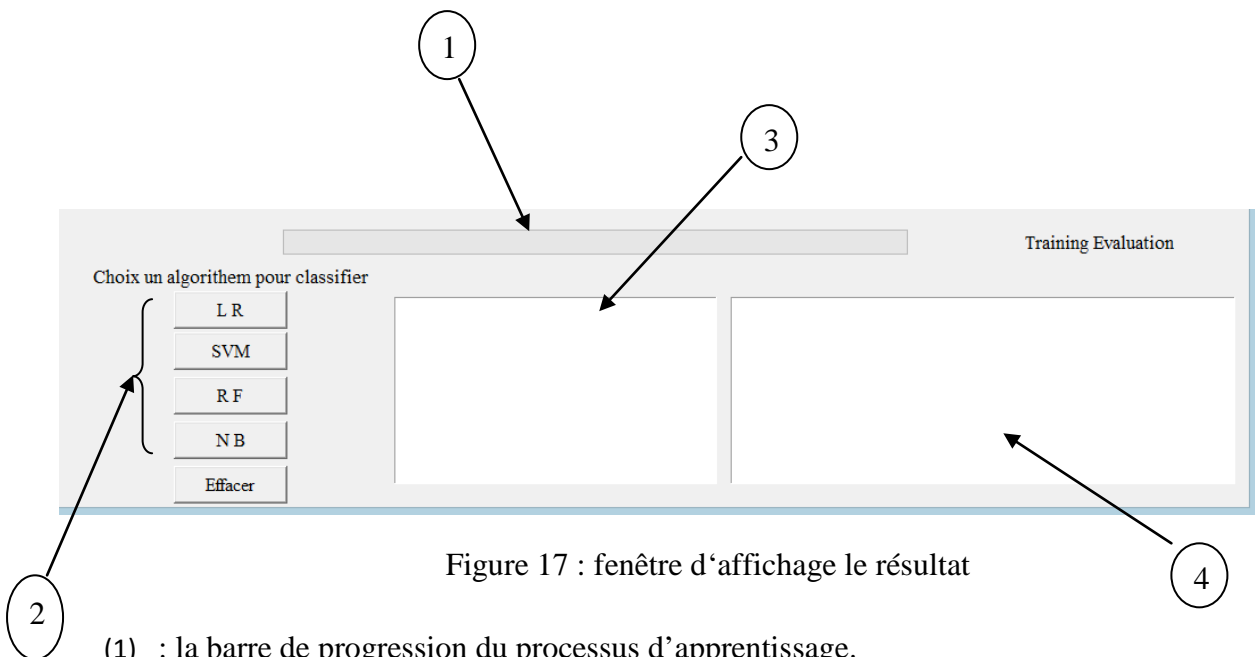 1
3
Training Evaluation
Choix un algorithem pour classifier
L R
SVM
R F
N B
Effacer
Figure 17 : fenêtre d‘affichage le résultat
4
2
(1) : la barre de progression du processus d’apprentissage.